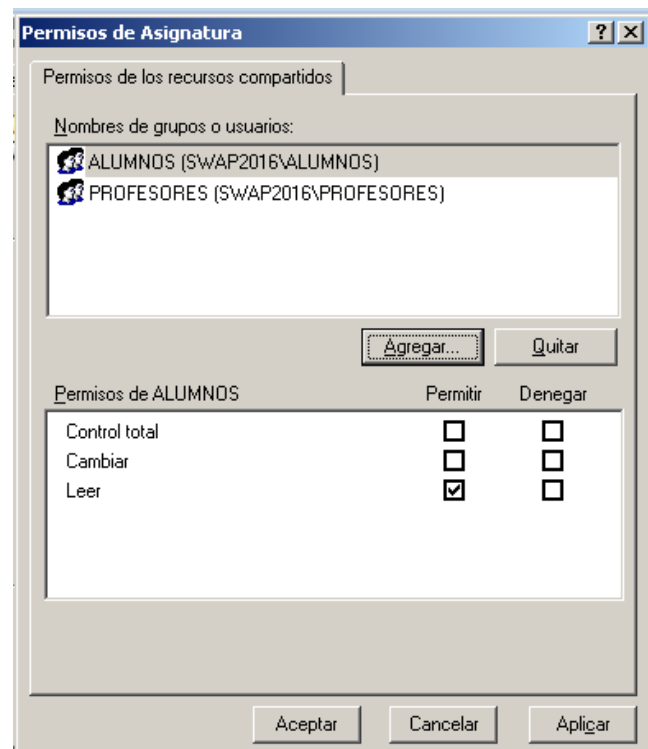 Permisos de Asignatura
Permisos de los recursos compartidos
Nombres de grupos o usuarios:
ALUMNOS (SWAP2016\ALUMNOS)
PROFESORES (SWAP2016\PROFESORES)
Agregar... Quitar
Permisos de ALUMNOS Permitir Denegar
Control total
Cambiar
Leer
Aceptar Cancelar Aplicar